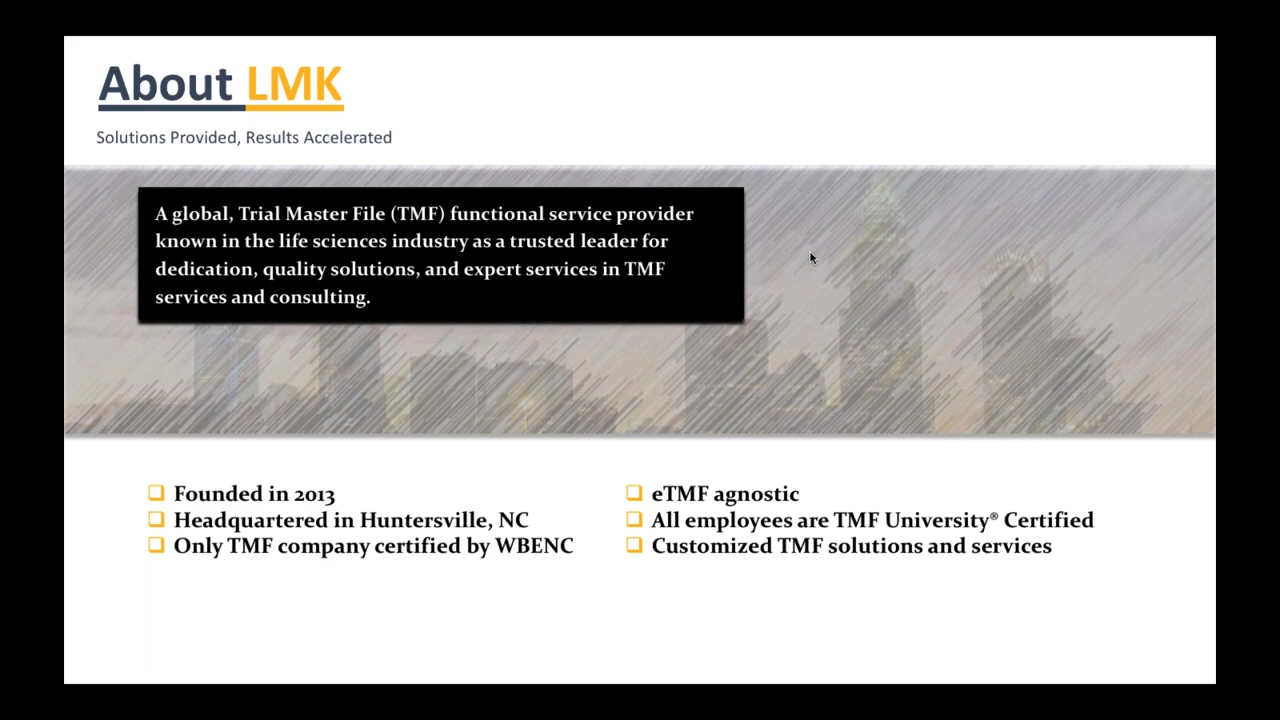 About LMK
Solutions Provided, Results Accelerated
A global, Trial Master File (TMF) functional service provider
known in the life sciences industry as a trusted leader for
dedication, quality solutions, and expert services in TMF
services and consulting.
Founded in 2013
Headquartered in Huntersville, NC
Only TMF company certified by WBENC
eTMF agnostic
All employees are TMF University® Certified
Customized TMF solutions and services